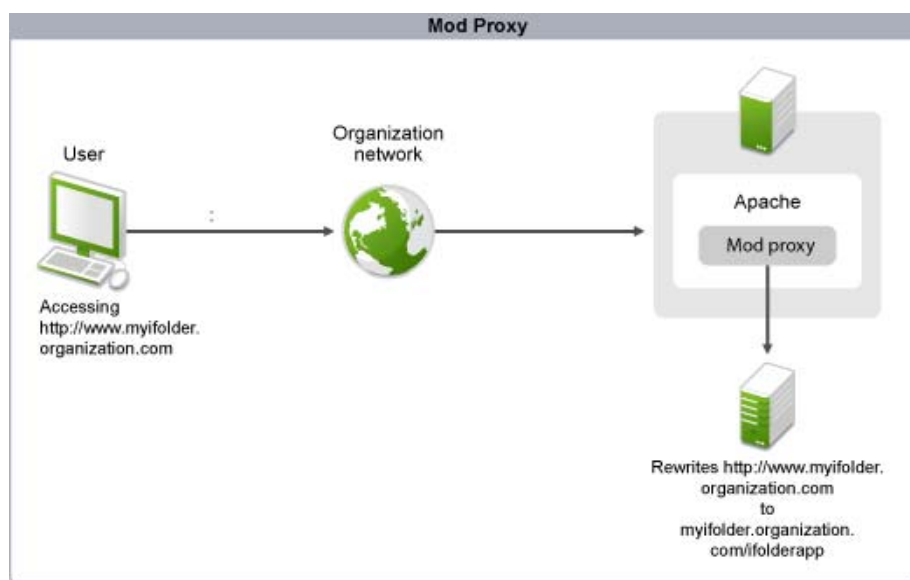 Mod Proxy
User
Organization
network
:
Apache
Mod proxy
Accessing
http://www.myifolder.
organization.com
Rewrites http://www.myifolder.
organization.com
to
myifolder.organization.
com/ifolderapp